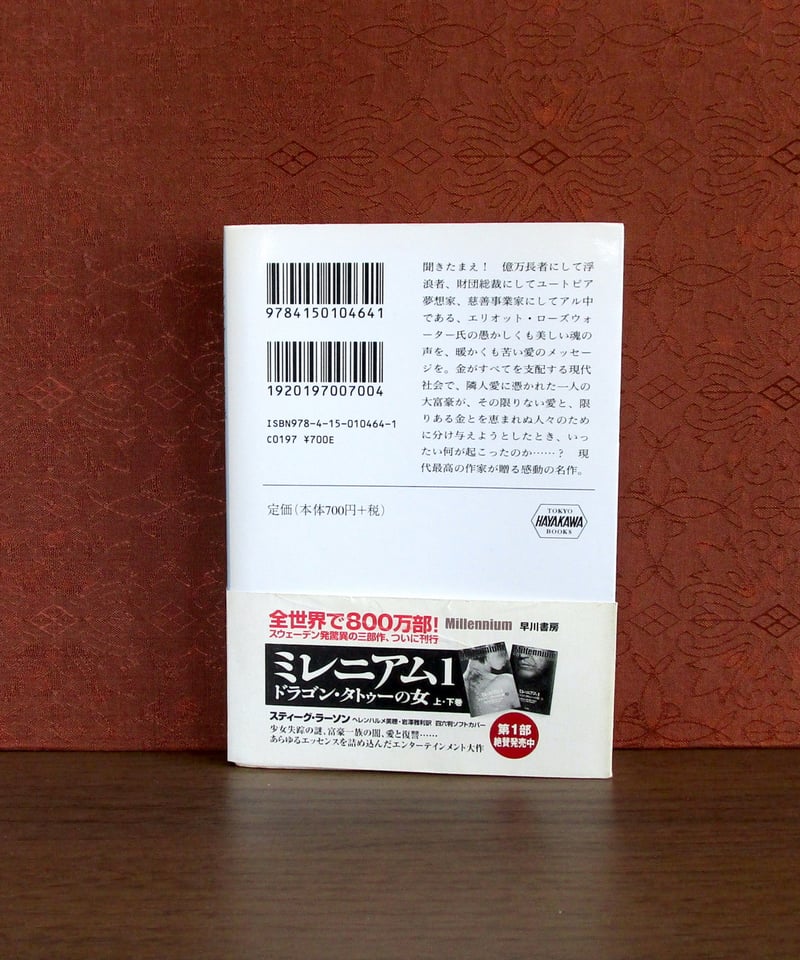 9784150104641
1920197007004
ISBN978-4-15-010464-1
C0197 ¥700E
聞きたまえ! 億万長者にして浮
浪者、財団総裁にしてユートピア
夢想家、慈善事業家にしてアル中
である、エリオット・ローズウォ
ーター氏の愚かしくも美しい魂の
声を、暖かくも苦い愛のメッセー
ジを。金がすべてを支配する現代
社会で、隣人愛に憑かれた一人の
大富豪が、その限りない愛と、限
りある金とを恵まれぬ人々のため
に分け与えようとしたとき、いっ
たい何が起こったのか……? 現
代最高の作家が贈る感動の名作。
定価(本体700円+税)
TOKYO
HAYAKAWA
BOOKS
全世界で800万部! Millennium 早川書房
スウェーデン発驚異の三部作、ついに刊行
ミレニアム1
ドラゴン・タトゥーの女 上・下巻
スティーグ・ラーソン ヘレンハルメ美穂・岩澤雅利訳 四六判ソフトカバー
少女失踪の謎、富豪一族の闇、愛と復讐……
あらゆるエッセンスを詰め込んだエンターテインメント大作
第1部
絶賛発売中